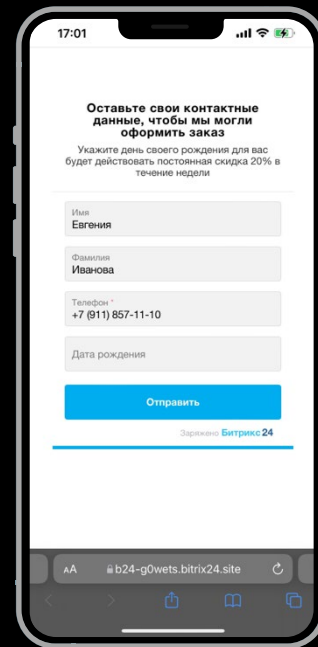 17:01
Оставьте свои контактные
данные, чтобы мы могли
оформить заказ
Укажите день своего рождения для вас
будет действовать постоянная скидка 20% в
течение недели
Имя
Евгения
Фамилия
Иванова
Телефон *
+7 (911) 857-11-10
Дата рождения
Отправить
Заряжено Битрикс24
AA b24-g0wets.bitrix24.site